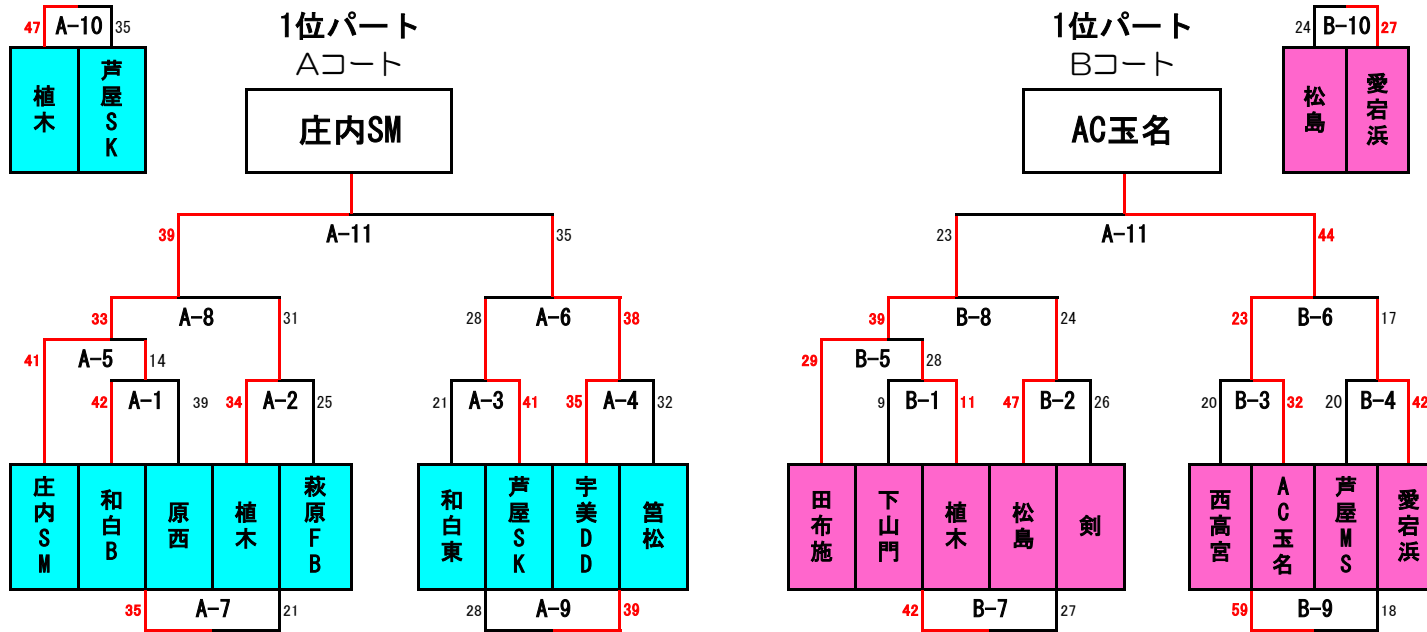 47 A-10 35
植木
芦屋SK
1位パート
Aコート
庄内SM
39 A-11 35
33 A-8 31
28 A-6 38
41 A-5 14
42 A-1 39
34 A-2 25
21 A-3 41
35 A-4 32
庄内SM
和白B
原西
植木
萩原FB
和白東
芦屋SK
宇美DD
筥松
35 A-7 21
28 A-9 39
1位パート
Bコート
AC玉名
24 B-10 27
松島
愛宕浜
23 A-11 44
39 B-8 24
23 B-6 17
29 B-5 28
9 B-1 11
47 B-2 26
20 B-3 32
20 B-4 42
田布施
下山門
植木
松島
剣
西高宮
AC玉名
芦屋MS
愛宕浜
42 B-7 27
59 B-9 18